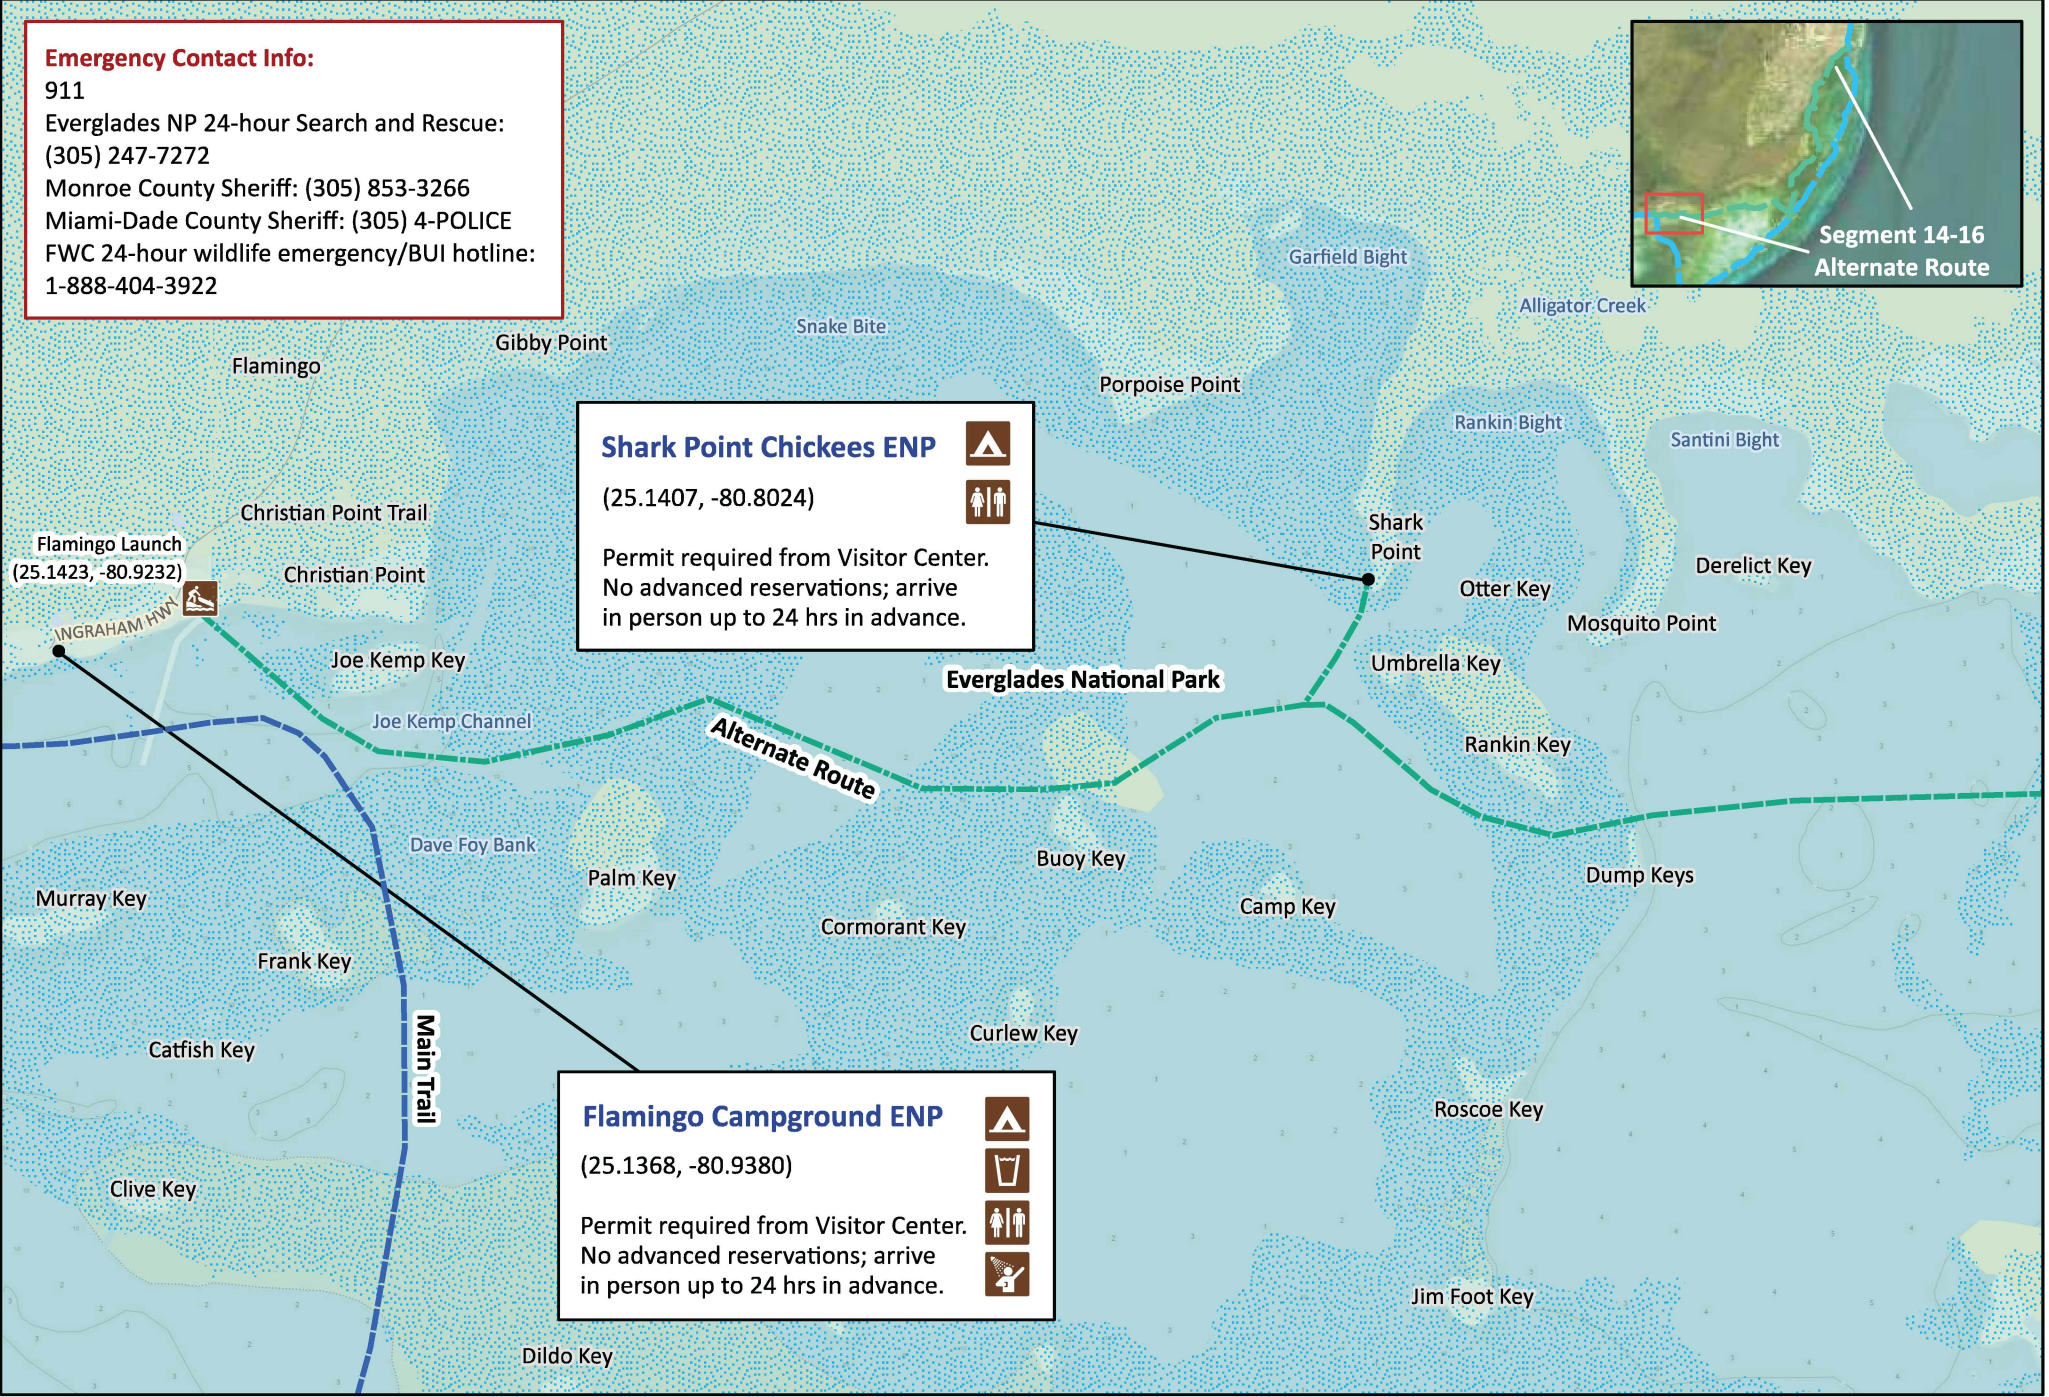 Emergency Contact Info:
911
Everglades NP 24-hour Search and Rescue:
(305) 247-7272
Monroe County Sheriff: (305) 853-3266
Miami-Dade County Sheriff: (305) 4-POLICE
FWC 24-hour wildlife emergency/BUI hotline:
1-888-404-3922
Segment 14-16
Alternate Route
Garfield Bight
Alligator Creek
Snake Bite
Gibby Point
Flamingo
Porpoise Point
Rankin Bight
Santini Bight
Shark Point Chickees ENP
(25.1407, -80.8024)
Permit required from Visitor Center.
No advanced reservations; arrive
in person up to 24 hrs in advance.
Christian Point Trail
Flamingo Launch
(25.1423, -80.9232)
Christian Point
INGRAHAM HWY
Shark
Point
Otter Key
Derelict Key
Mosquito Point
Joe Kemp Key
Umbrella Key
Everglades National Park
Joe Kemp Channel
Alternate Route
Rankin Key
Dave Foy Bank
Palm Key
Buoy Key
Dump Keys
Murray Key
Camp Key
Cormorant Key
Frank Key
Curlew Key
Catfish Key
Main Trail
Roscoe Key
Flamingo Campground ENP
(25.1368, -80.9380)
Permit required from Visitor Center.
No advanced reservations; arrive
in person up to 24 hrs in advance.
Clive Key
Jim Foot Key
Dildo Key